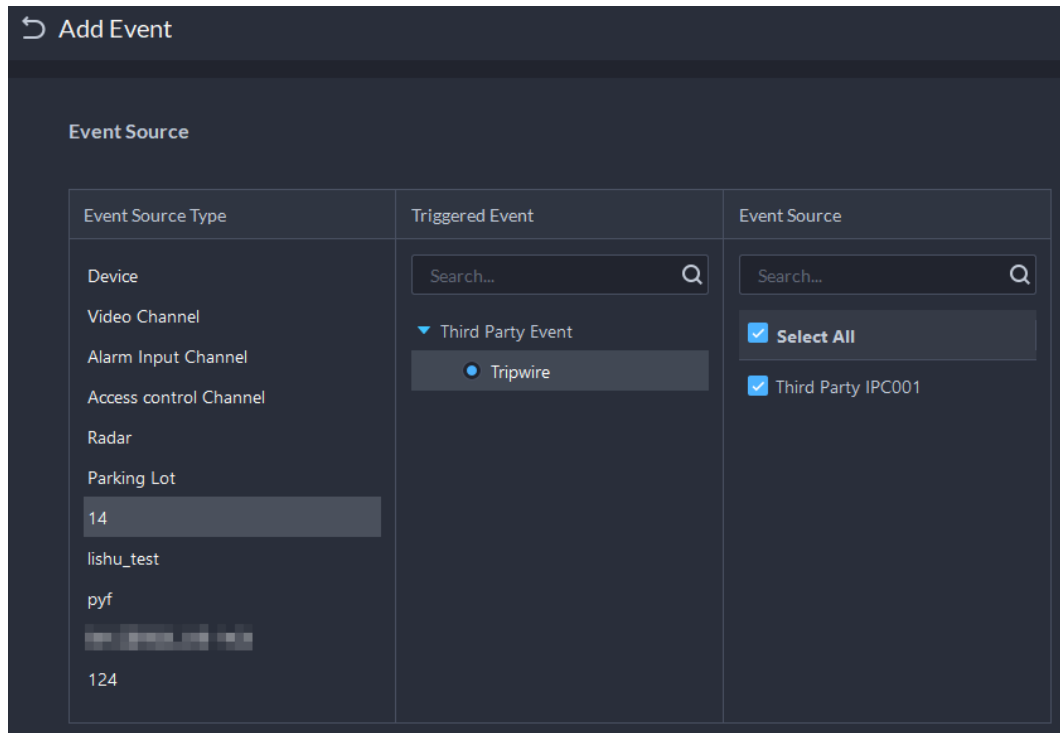 Add Event
Event Source
Event Source Type
Triggered Event
Event Source
Device
Video Channel
Alarm Input Channel
Access control Channel
Radar
Parking Lot
14
lishu_test
pyf
124
Search...
Third Party Event
Tripwire
Search...
Select All
Third Party IPC001